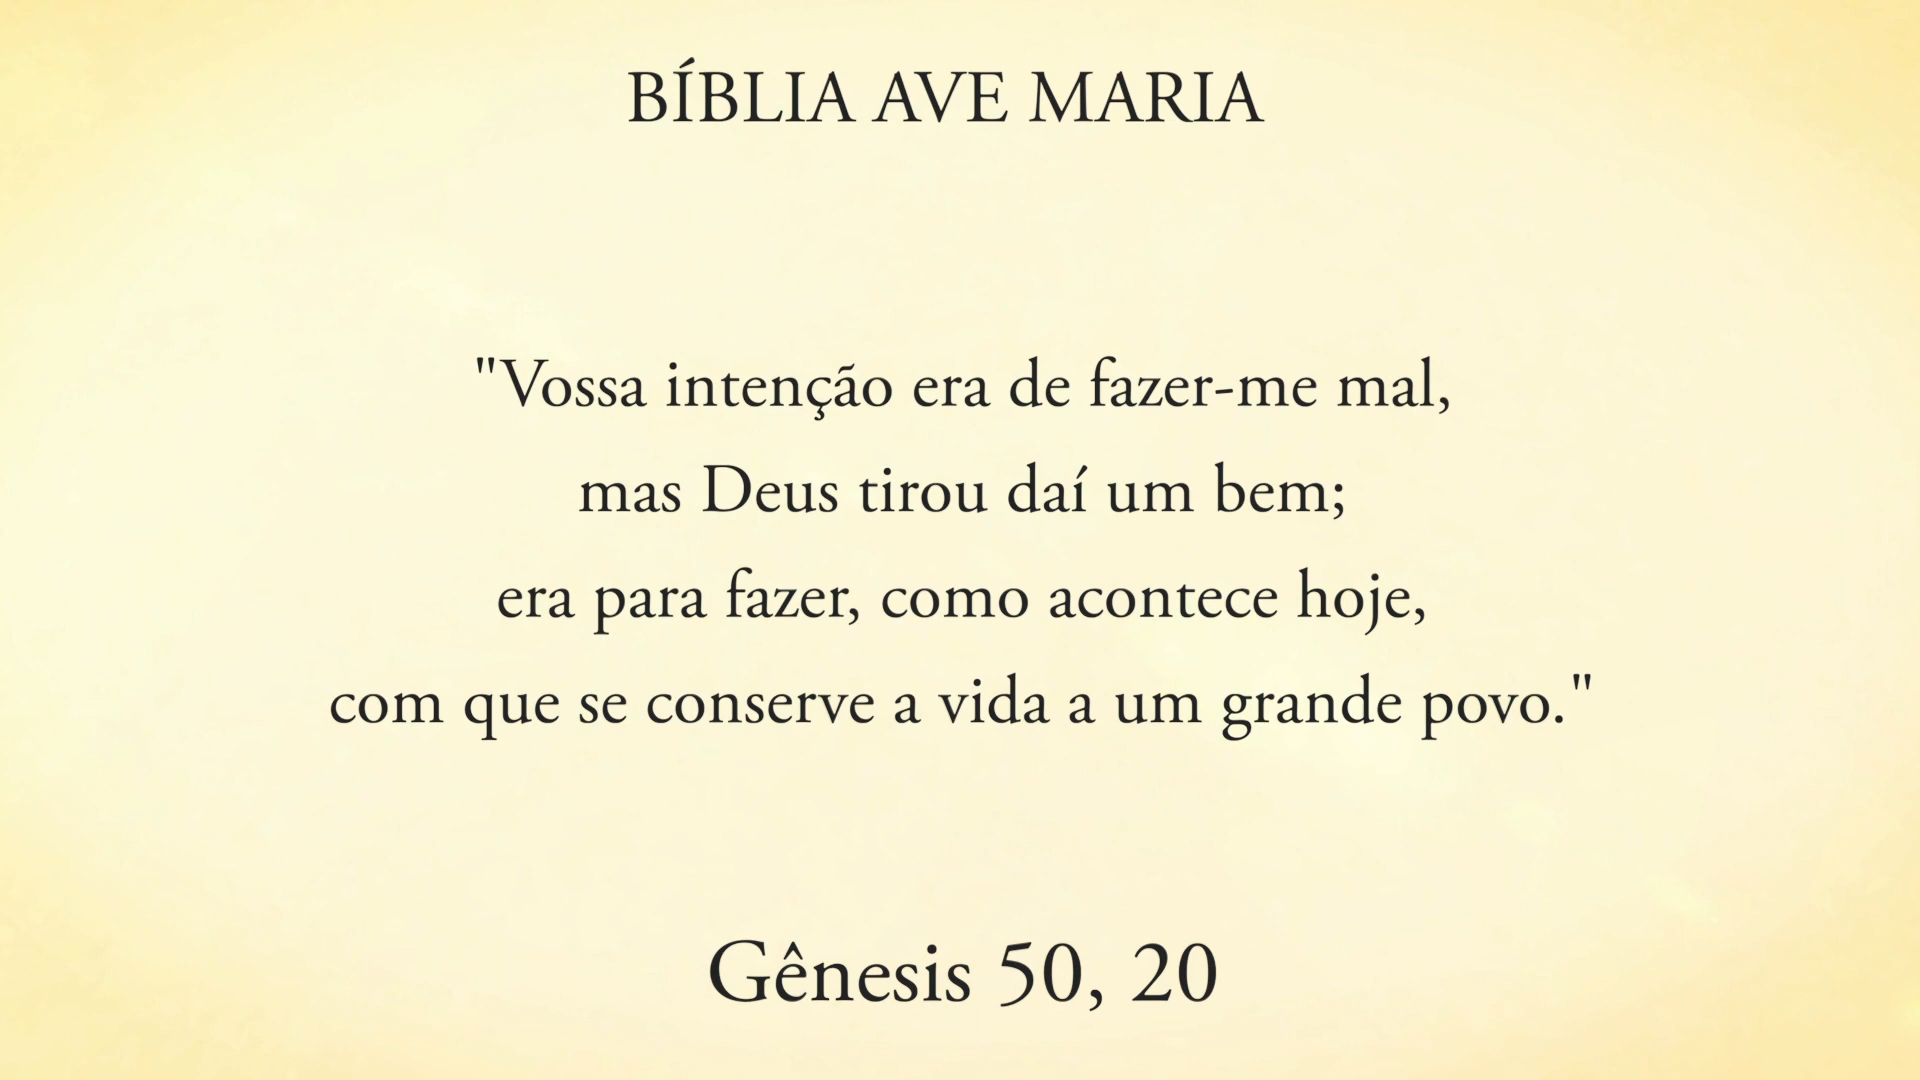 BÍBLIA AVE MARIA
"Vossa intenção era de fazer-me mal,
mas Deus tirou daí um bem;
era para fazer, como acontece hoje,
com que se conserve a vida a um grande povo."
Gênesis 50, 20